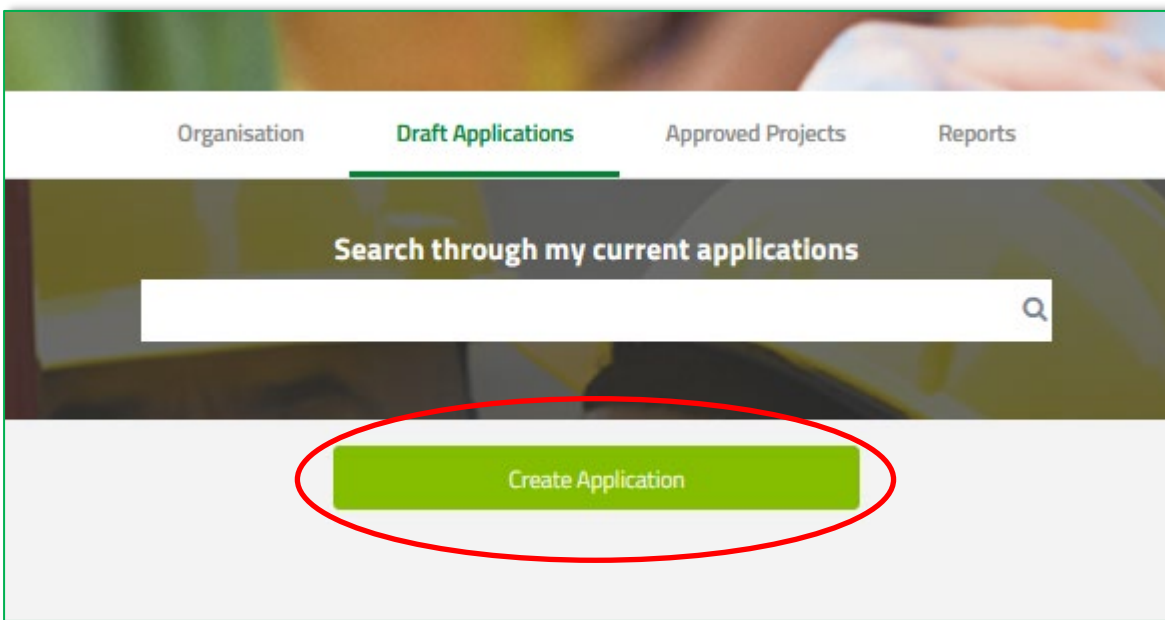 Organisation Draft Applications Approved Projects Reports
Search through my current applications
Create Application